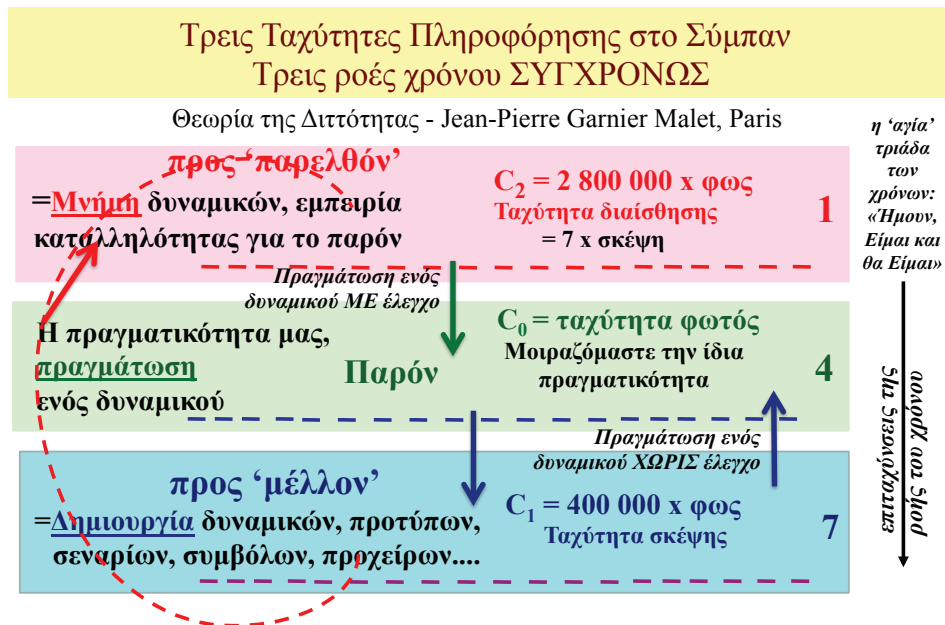 Τρεις Ταχύτητες Πληροφόρησης στο Σύμπαν
Τρεις ροές χρόνου ΣΥΓΧΡΟΝΩΣ
Θεωρία της Διττότητας - Jean-Pierre Garnier Malet, Paris
προς ‘παρελθόν’
=Μνήμη δυναμικών, εμπειρία
καταλληλότητας για το παρόν
C2 = 2 800 000 x φως
Ταχύτητα διαίσθησης
= 7 x σκέψη
1
Πραγμάτωση ενός
δυναμικού ΜΕ έλεγχο
Η πραγματικότητα μας,
πραγμάτωση
ενός δυναμικού
Παρόν
C0 = ταχύτητα φωτός
Μοιραζόμαστε την ίδια
πραγματικότητα
4
Πραγμάτωση ενός
δυναμικού ΧΩΡΙΣ έλεγχο
προς ‘μέλλον’
=Δημιουργία δυναμικών, προτύπων,
σεναρίων, συμβόλων, προχείρων....
C1 = 400 000 x φως
Ταχύτητα σκέψης
7
η ‘αγία’
τριάδα
των
χρόνων:
«Ήμουν,
Είμαι και
θα Είμαι»
επιταχύνσεις της
ροής του χρόνου